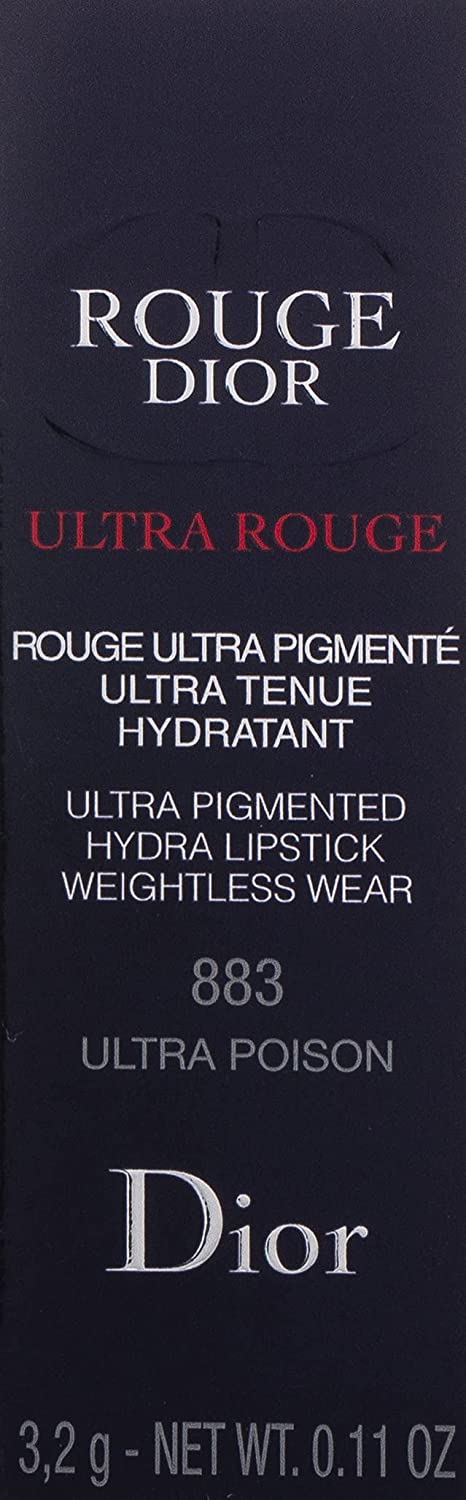 ROUGE
DIOR
ULTRA ROUGE
ROUGE ULTRA PIGMENTÉ
ULTRA TENUE
HYDRATANT
ULTRA PIGMENTED
HYDRA LIPSTICK
WEIGHTLESS WEAR
883
ULTRA POISON
Dior
3,2 g - NET WT. 0.11 OZ